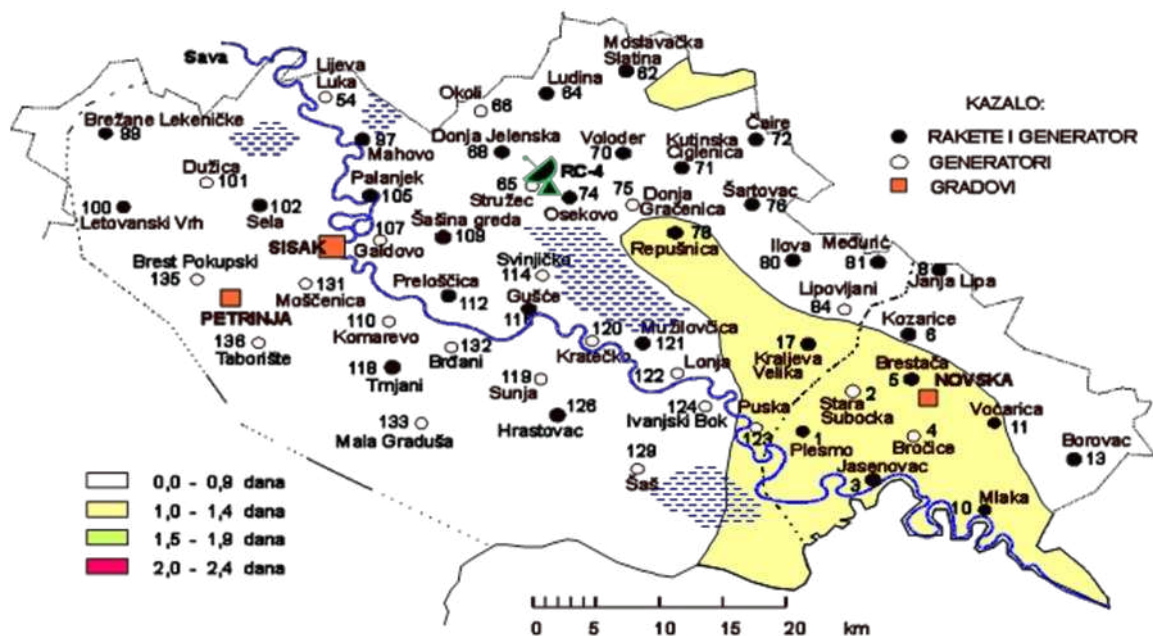 Sava
Lijeva
Luka
54
Okoli
66
Moslavačka
Slatina
62
Ludina
64
KAZALO:
RAKETE I GENERATOR
GENERATORI
GRADOVI
Brežane Lekeničke
99
97
Mahovo
Donja Jelenska
68
Voloder
70
Kutinska
Ciglenica
71
Čaire
72
Dužica
101
Palanjek
105
RC-4
65
Stružec
74
Osekovo
75
Donja
Gračenica
Šartovac
76
100
Letovanski Vrh
102
Sela
107
Galdovo
Šašina greda
109
SISAK
78
Repušnica
Ilova
80
Međurić
81
8
Janja Lipa
Brest Pokupski
135
131
Moščenica
Svinjičko
114
Preloščica
112
Gušće
Lipovljani
84
PETRINJA
136
Taborište
110
Komarevo
132
Brđani
120
Kratečko
Mužilovčica
121
Kozarice
6
17
Kraljeva
Velika
Brestača
5
NOVSKA
118
Trnjani
119
Sunja
Lonja
122
2
Stara
Subocka
Voćarica
11
133
Mala Graduša
126
Hrastovac
124
Ivanjski Bok
Puska
123
1
Plesmo
4
Bročice
Borovac
13
129
Šaš
Jasenovac
3
10
Mlaka
0,0 - 0,9 dana
1,0 - 1,4 dana
1,5 - 1,9 dana
2,0 - 2,4 dana
0 5 10 20 km